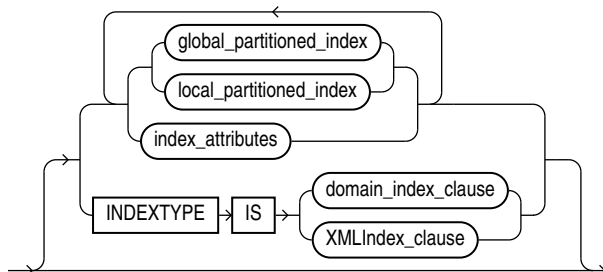 global_partitioned_index
local_partitioned_index
index_attributes
domain_index_clause
INDEXTYPE IS
XMLIndex_clause